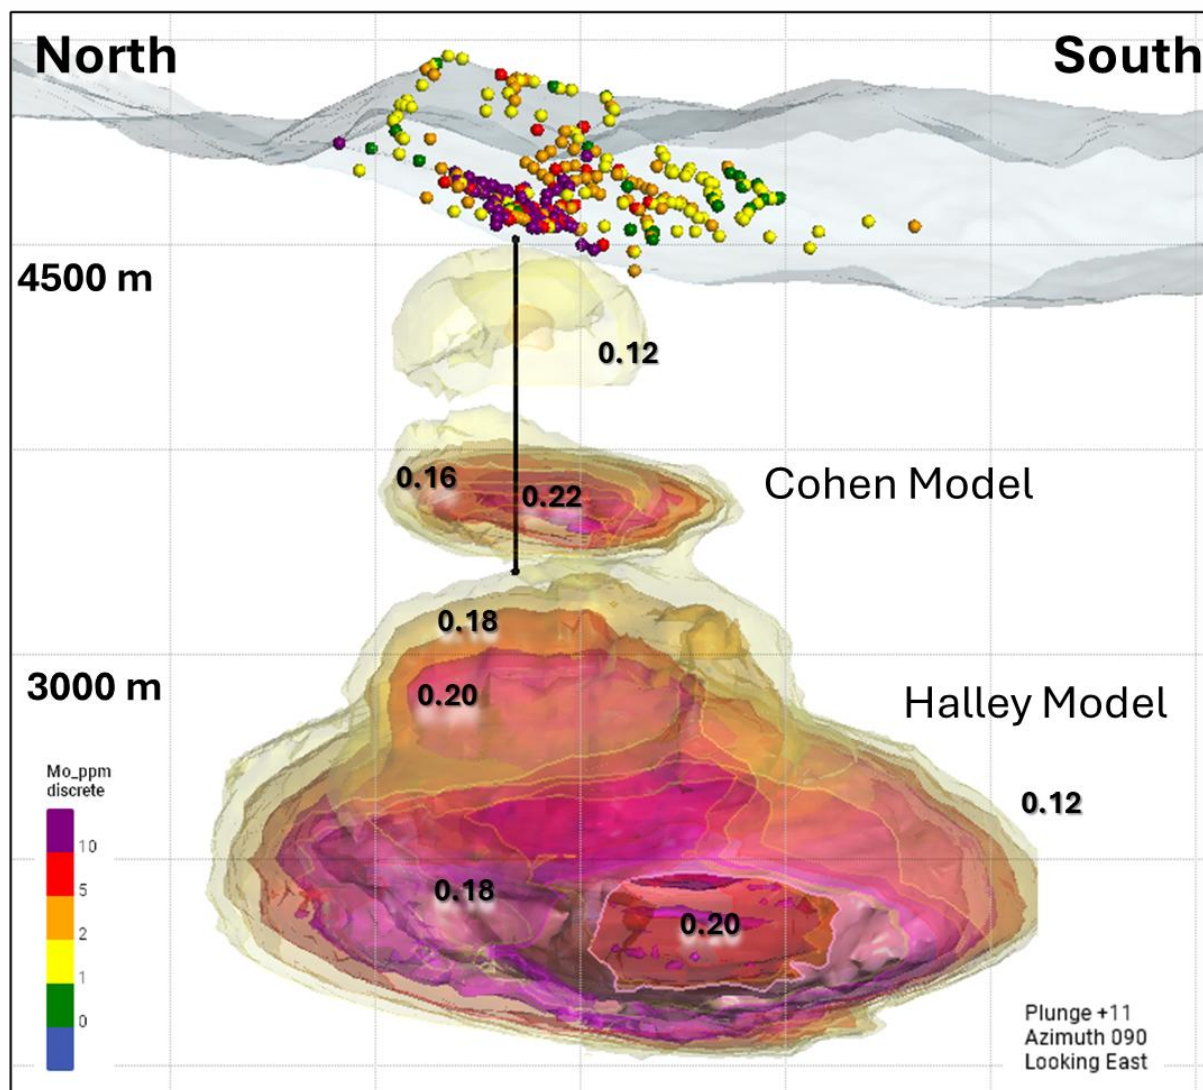 North
South
4500 m
0.12
0.16
0.22
Cohen Model
0.18
3000 m
0.20
Halley Model
Mo_ppm
discrete
0.12
10
5
0.18
2
0.20
1
0
Plunge +11
Azimuth 090
Looking East